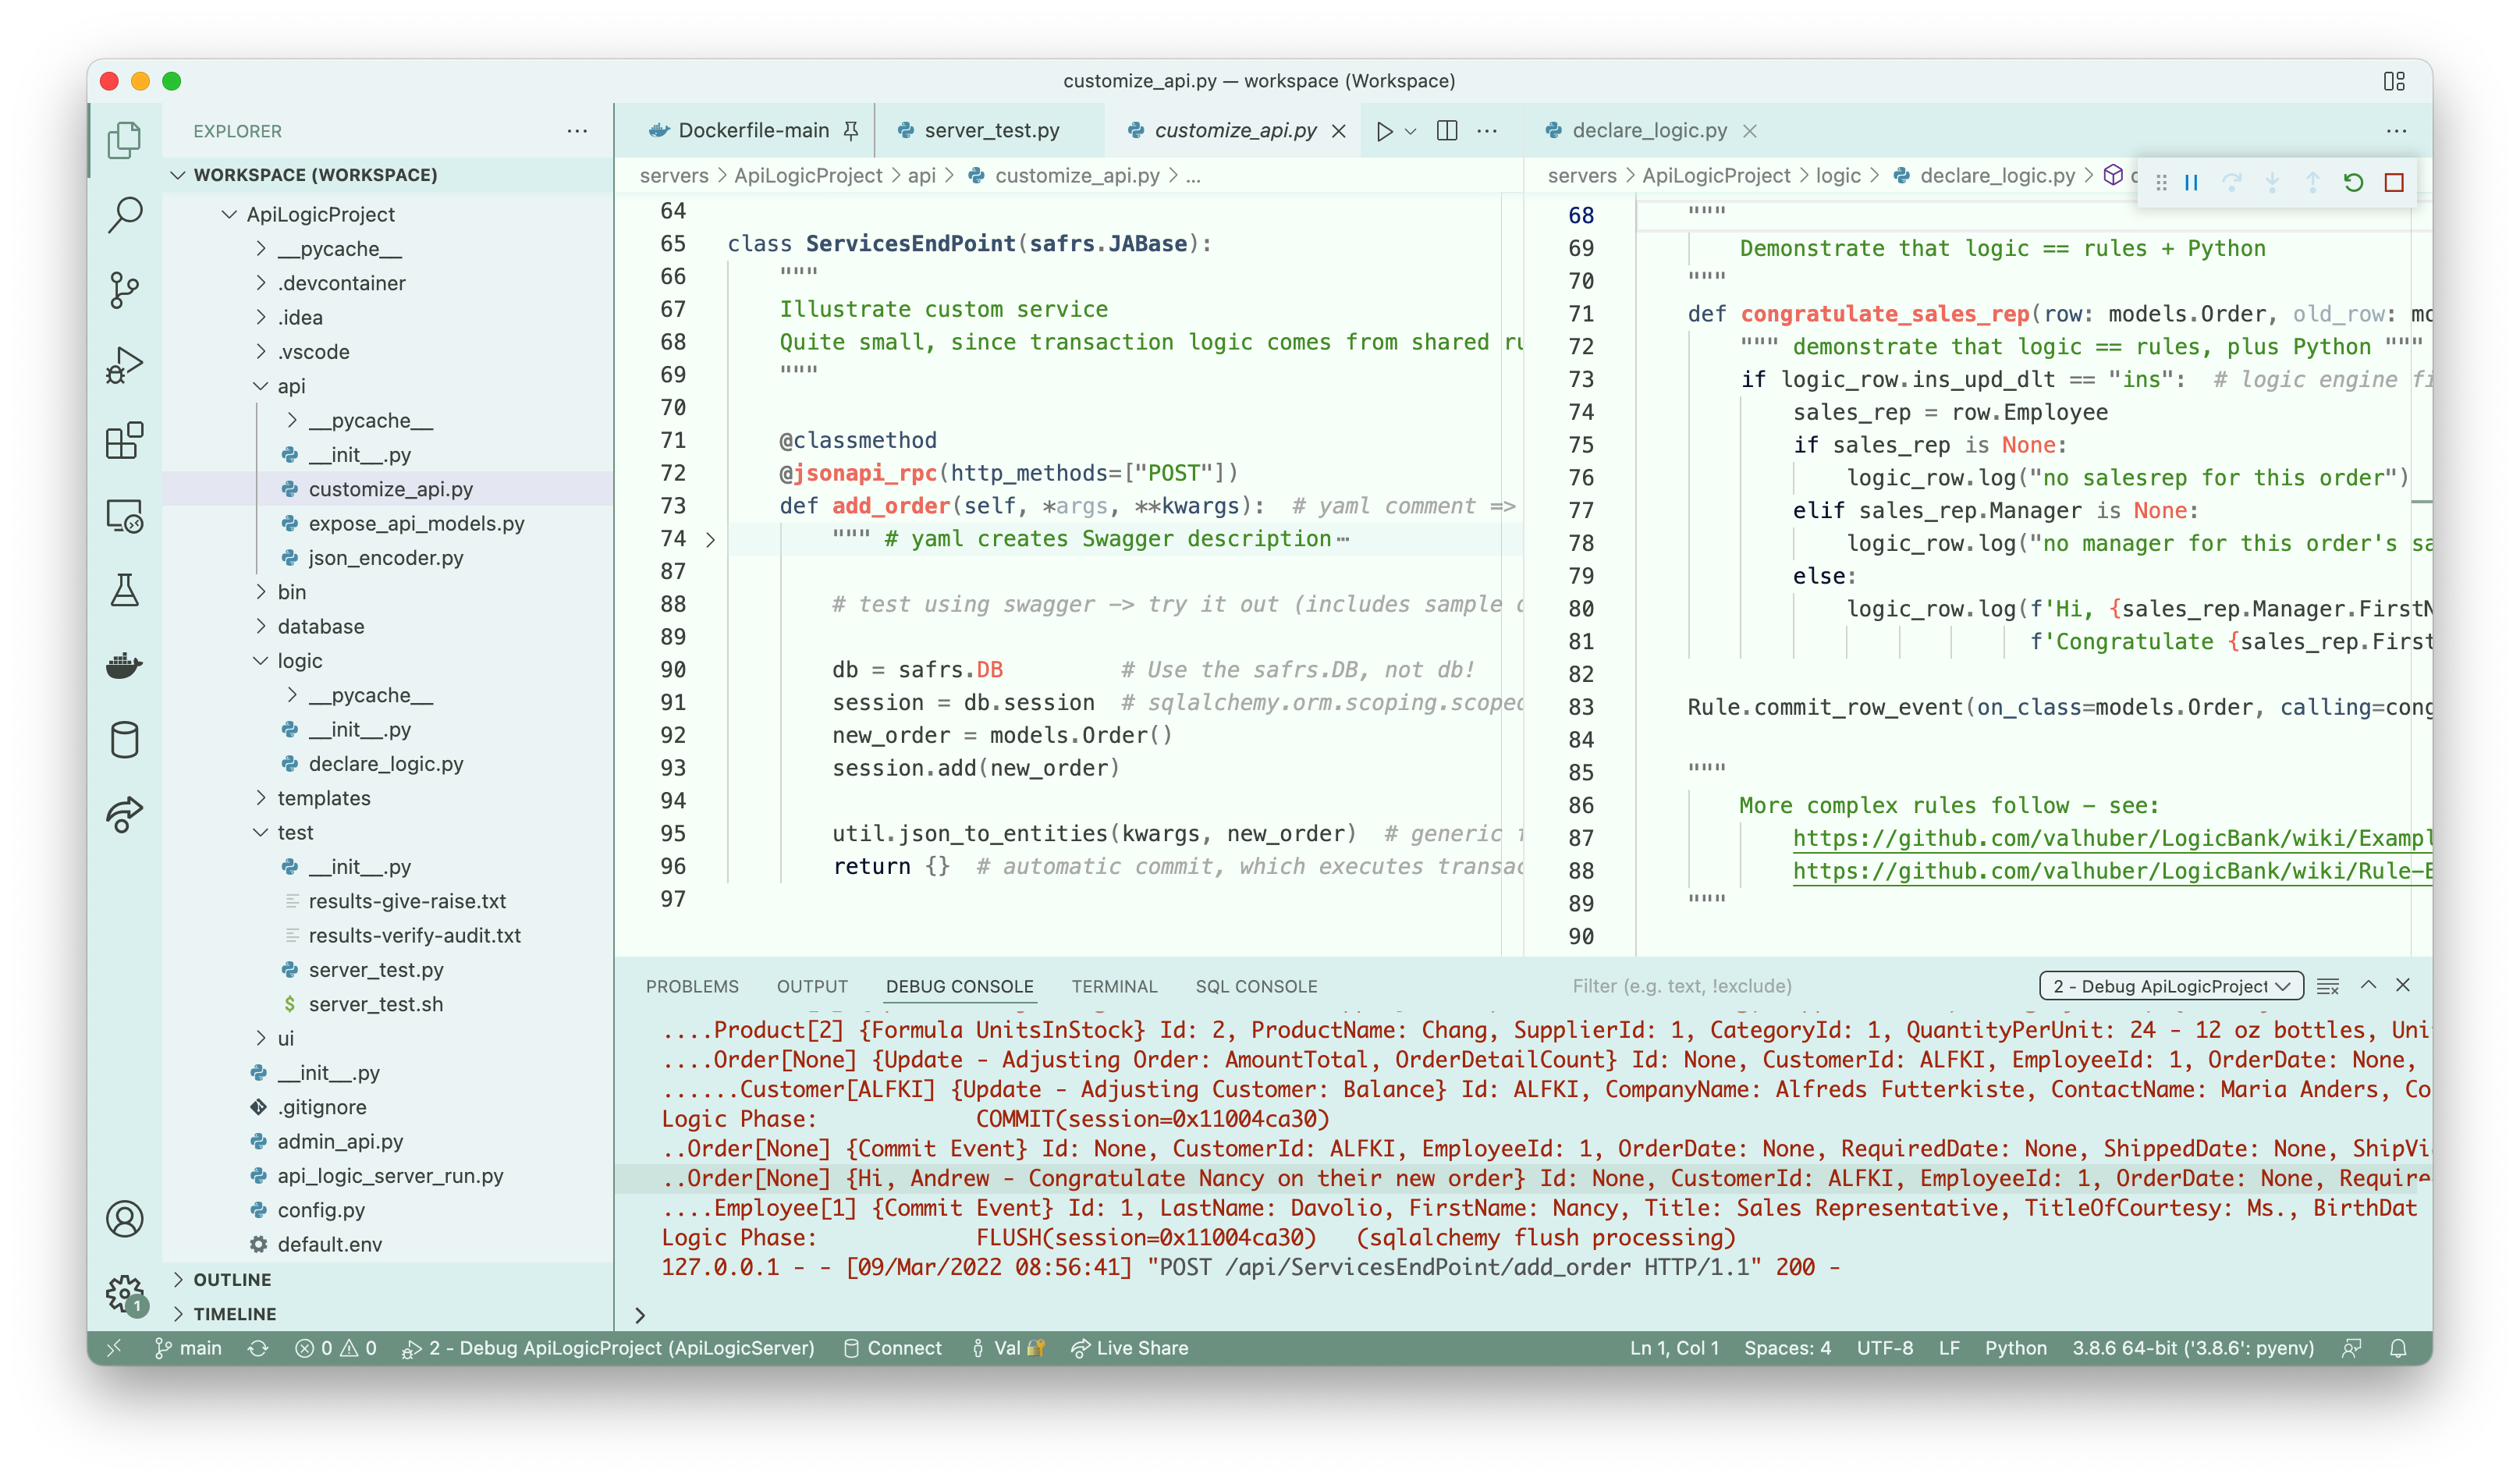 customize_api.py — workspace (Workspace)
EXPLORER
WORKSPACE (WORKSPACE)
ApiLogicProject
__pycache__
.devcontainer
.idea
.vscode
api
__pycache__
__init__.py
customize_api.py
expose_api_models.py
json_encoder.py
bin
database
logic
__pycache__
__init__.py
declare_logic.py
templates
test
__init__.py
results-give-raise.txt
results-verify-audit.txt
server_test.py
server_test.sh
ui
__init__.py
.gitignore
admin_api.py
api_logic_server_run.py
config.py
default.env
OUTLINE
TIMELINE
1
Dockerfile-main server_test.py customize_api.py
servers > ApiLogicProject > api > customize_api.py > ...
64
65 class ServicesEndPoint(safrs.JABase):
66 """
67 Illustrate custom service
68 Quite small, since transaction logic comes from shared ru
69 """
70
71 @classmethod
72 @jsonapi_rpc(http_methods=["POST"])
73 def add_order(self, *args, **kwargs):  # yaml comment =>
74 """ # yaml creates Swagger description…
87
88 # test using swagger -> try it out (includes sample
89
90 db = safrs.DB         # Use the safrs.DB, not db!
91 session = db.session  # sqlalchemy.orm.scoping.scoped
92 new_order = models.Order()
93 session.add(new_order)
94
95 util.json_to_entities(kwargs, new_order)  # generic
96 return {}  # automatic commit, which executes transac
97
declare_logic.py
servers > ApiLogicProject > logic > declare_logic.py >
68 """
69 Demonstrate that logic == rules + Python
70 """
71 def congratulate_sales_rep(row: models.Order, old_row: mo
72 """ demonstrate that logic == rules, plus Python """
73 if logic_row.ins_upd_dlt == "ins":  # logic engine fi
74 sales_rep = row.Employee
75 if sales_rep is None:
76 logic_row.log("no salesrep for this order")
77 elif sales_rep.Manager is None:
78 logic_row.log("no manager for this order's sa
79 else:
80 logic_row.log(f'Hi, {sales_rep.Manager.FirstN
81 f'Congratulate {sales_rep.First
82
83 Rule.commit_row_event(on_class=models.Order, calling=cong
84
85 """
86 More complex rules follow - see:
87 https://github.com/valhuber/LogicBank/wiki/Exampl
88 https://github.com/valhuber/LogicBank/wiki/Rule-E
89 """
90
PROBLEMS OUTPUT DEBUG CONSOLE TERMINAL SQL CONSOLE Filter (e.g. text, !exclude) 2 - Debug ApiLogicProject
....Product[2] {Formula UnitsInStock} Id: 2, ProductName: Chang, SupplierId: 1, CategoryId: 1, QuantityPerUnit: 24 - 12 oz bottles, Uni
....Order[None] {Update - Adjusting Order: AmountTotal, OrderDetailCount} Id: None, CustomerId: ALFKI, EmployeeId: 1, OrderDate: None,
......Customer[ALFKI] {Update - Adjusting Customer: Balance} Id: ALFKI, CompanyName: Alfreds Futterkiste, ContactName: Maria Anders, Co
Logic Phase:            COMMIT(session=0x11004ca30)
..Order[None] {Commit Event} Id: None, CustomerId: ALFKI, EmployeeId: 1, OrderDate: None, RequiredDate: None, ShippedDate: None, ShipVi
..Order[None] {Hi, Andrew - Congratulate Nancy on their new order} Id: None, CustomerId: ALFKI, EmployeeId: 1, OrderDate: None, Require
....Employee[1] {Commit Event} Id: 1, LastName: Davolio, FirstName: Nancy, Title: Sales Representative, TitleOfCourtesy: Ms., BirthDat
Logic Phase:            FLUSH(session=0x11004ca30)   (sqlalchemy flush processing)
127.0.0.1 - - [09/Mar/2022 08:56:41] "POST /api/ServicesEndPoint/add_order HTTP/1.1" 200 -
main 0 0 2 - Debug ApiLogicProject (ApiLogicServer) Connect Val Live Share Ln 1, Col 1 Spaces: 4 UTF-8 LF Python 3.8.6 64-bit ('3.8.6': pyenv)